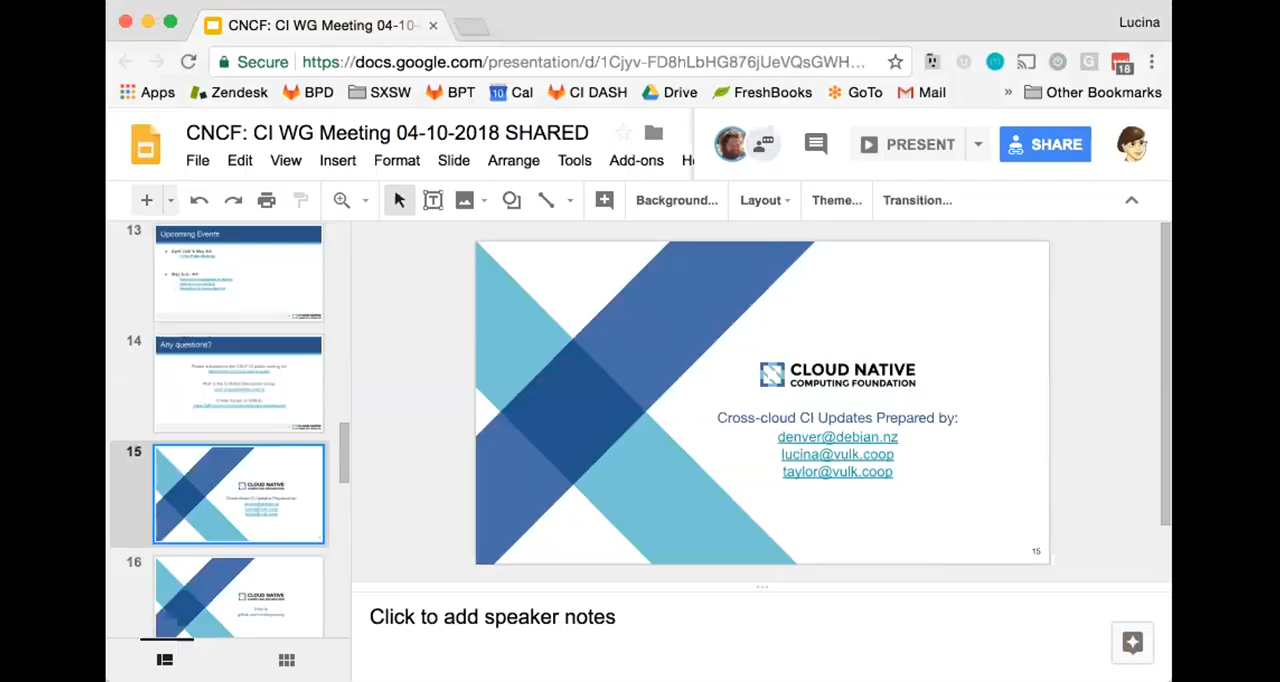 CNCF: CI WG Meeting 04-10-
Lucina
Secure
https://docs.google.com/presentation/d/1Cjyv-FD8hLbHG876jUeVQsGWH...
18
Apps Zendesk BPD SXSW BPT 10 Cal CI DASH Drive FreshBooks GoTo Mail » Other Bookmarks
CNCF: CI WG Meeting 04-10-2018 SHARED
File Edit View Insert Format Slide Arrange Tools Add-ons
PRESENT
SHARE
Background... Layout Theme... Transition...
13
Upcoming Events
14
Any questions?
15
16
CLOUD NATIVE
COMPUTING FOUNDATION
Cross-cloud CI Updates Prepared by:
denver@debian.nz
lucina@vulk.coop
taylor@vulk.coop
15
Click to add speaker notes